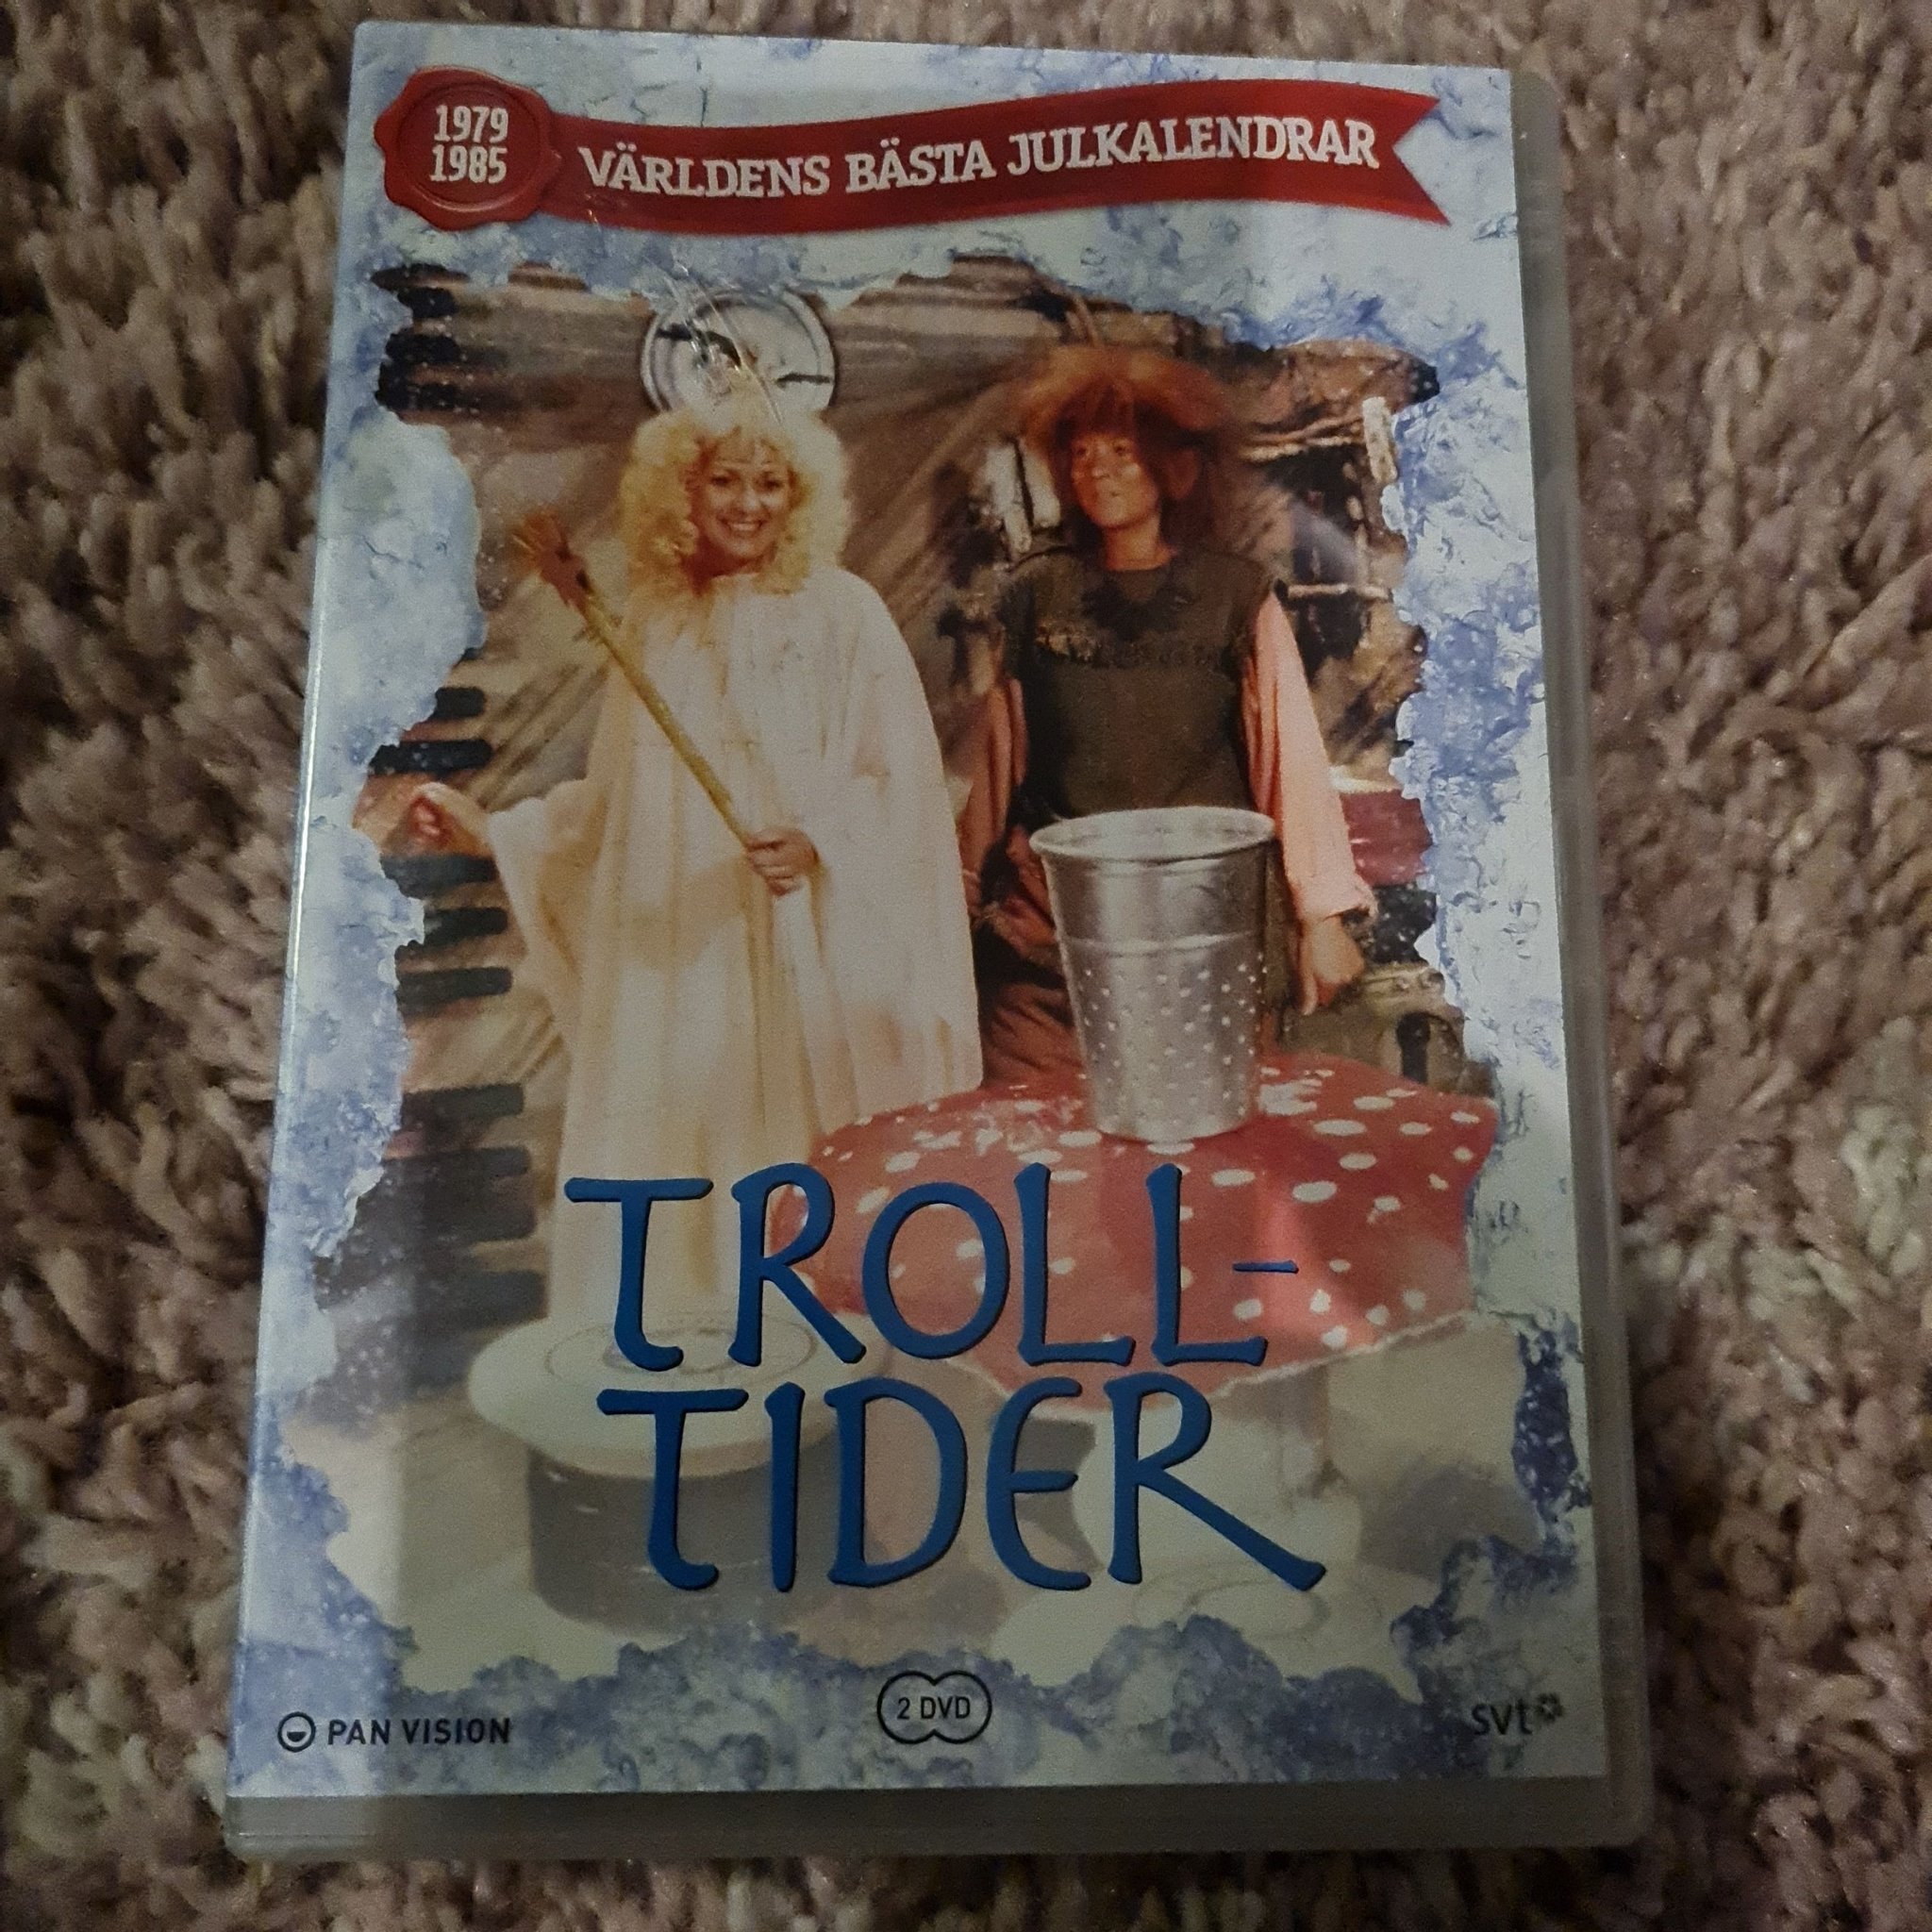 1979
1985
VÄRLDENS BÄSTA JULKALENDRAR
TROLL-
TIDER
PAN VISION
2 DVD
svt